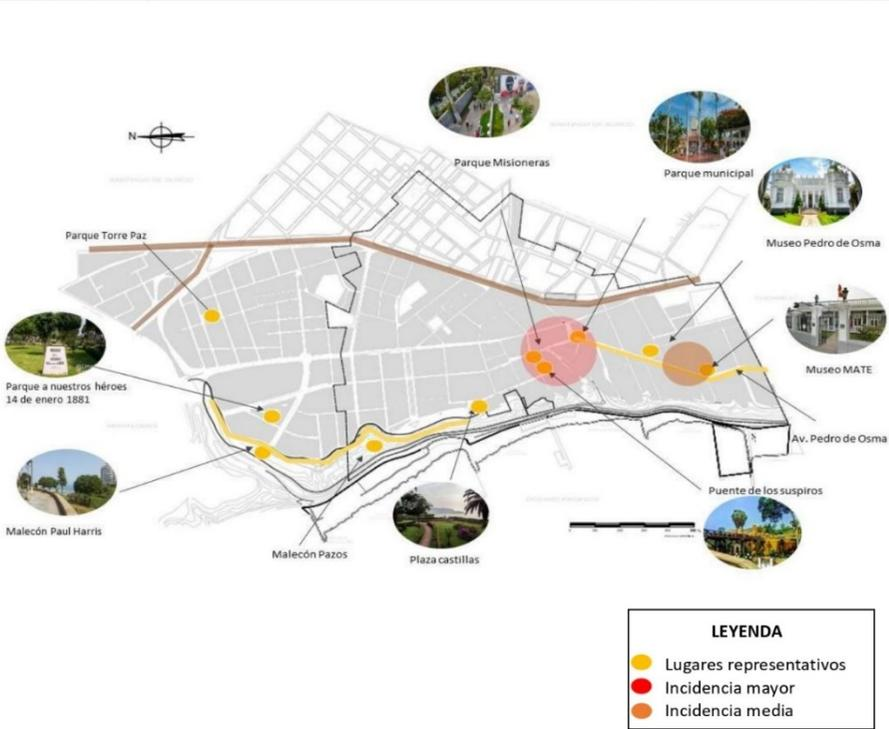 Parque Misioneras
Parque municipal
N
Parque Torre Paz
Museo Pedro de Osma
Parque a nuestros héroes
14 de enero 1881
Museo MATE
Av. Pedro de Osma
Puente de los suspiros
Malecón Paul Harris
Malecón Pazos
Plaza castillas
LEYENDA
Lugares representativos
Incidencia mayor
Incidencia media